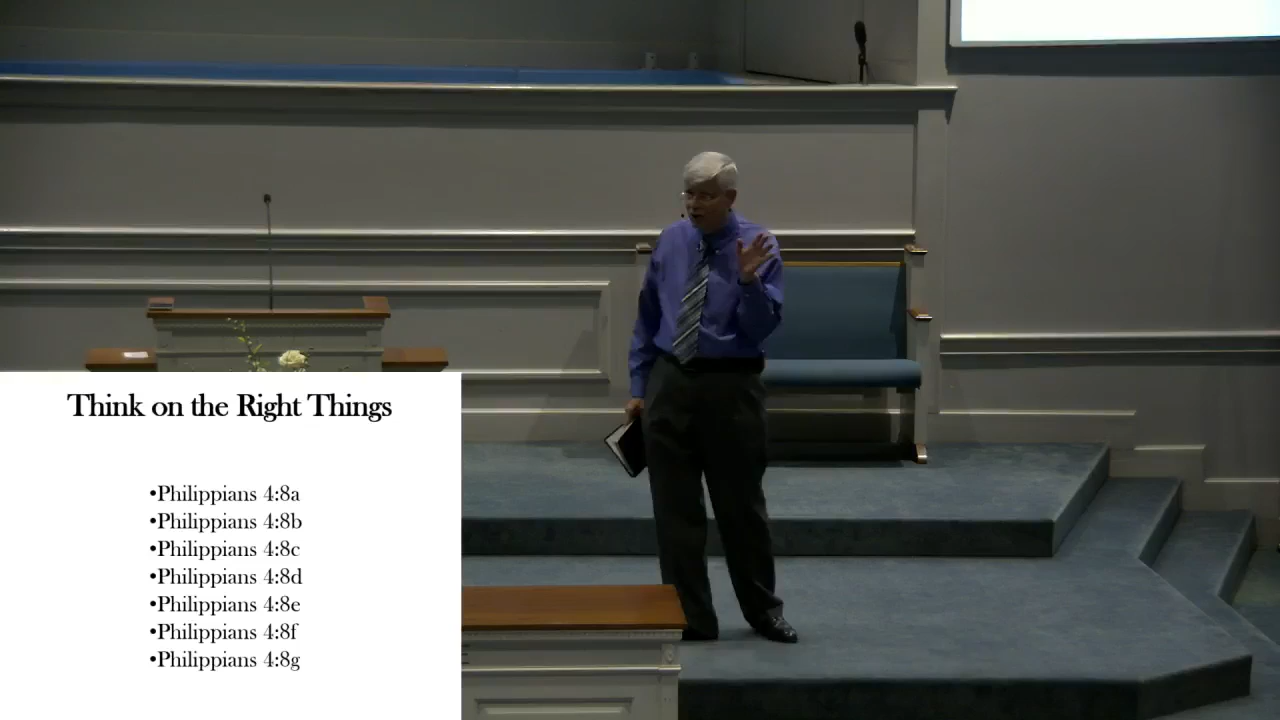 Think on the Right Things
•Philippians 4:8a
•Philippians 4:8b
•Philippians 4:8c
•Philippians 4:8d
•Philippians 4:8e
•Philippians 4:8f
•Philippians 4:8g